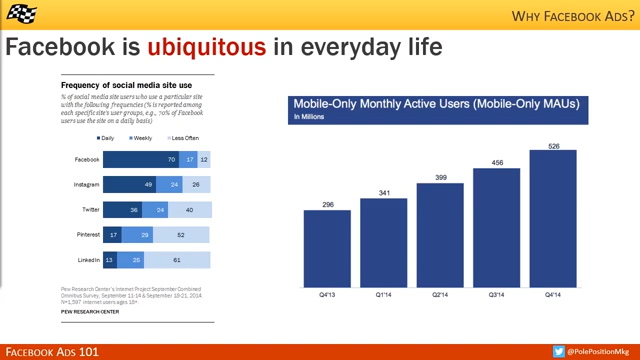 WHY FACEBOOK ADS?
Facebook is ubiquitous in everyday life
Frequency of social media site use
% of social media site users who use a particular site
with the following frequencies (% is reported among
each specific site's user groups, e.g., 70% of Facebook
users use the site on a daily basis)
Daily Weekly Less Often
Facebook 70 17 12
Instagram 49 24 26
Twitter 36 24 40
Pinterest 17 29 52
LinkedIn 13 25 61
Pew Research Center's Internet Project September Combined
Omnibus Survey, September 11-14 & September 18-21, 2014.
N=1,597 internet users ages 18+.
PEW RESEARCH CENTER
Mobile-Only Monthly Active Users (Mobile-Only MAUs)
In Millions
296 341 399 456 526
Q4'13 Q1'14 Q2'14 Q3'14 Q4'14
FACEBOOK ADS 101
@PolePositionMkg